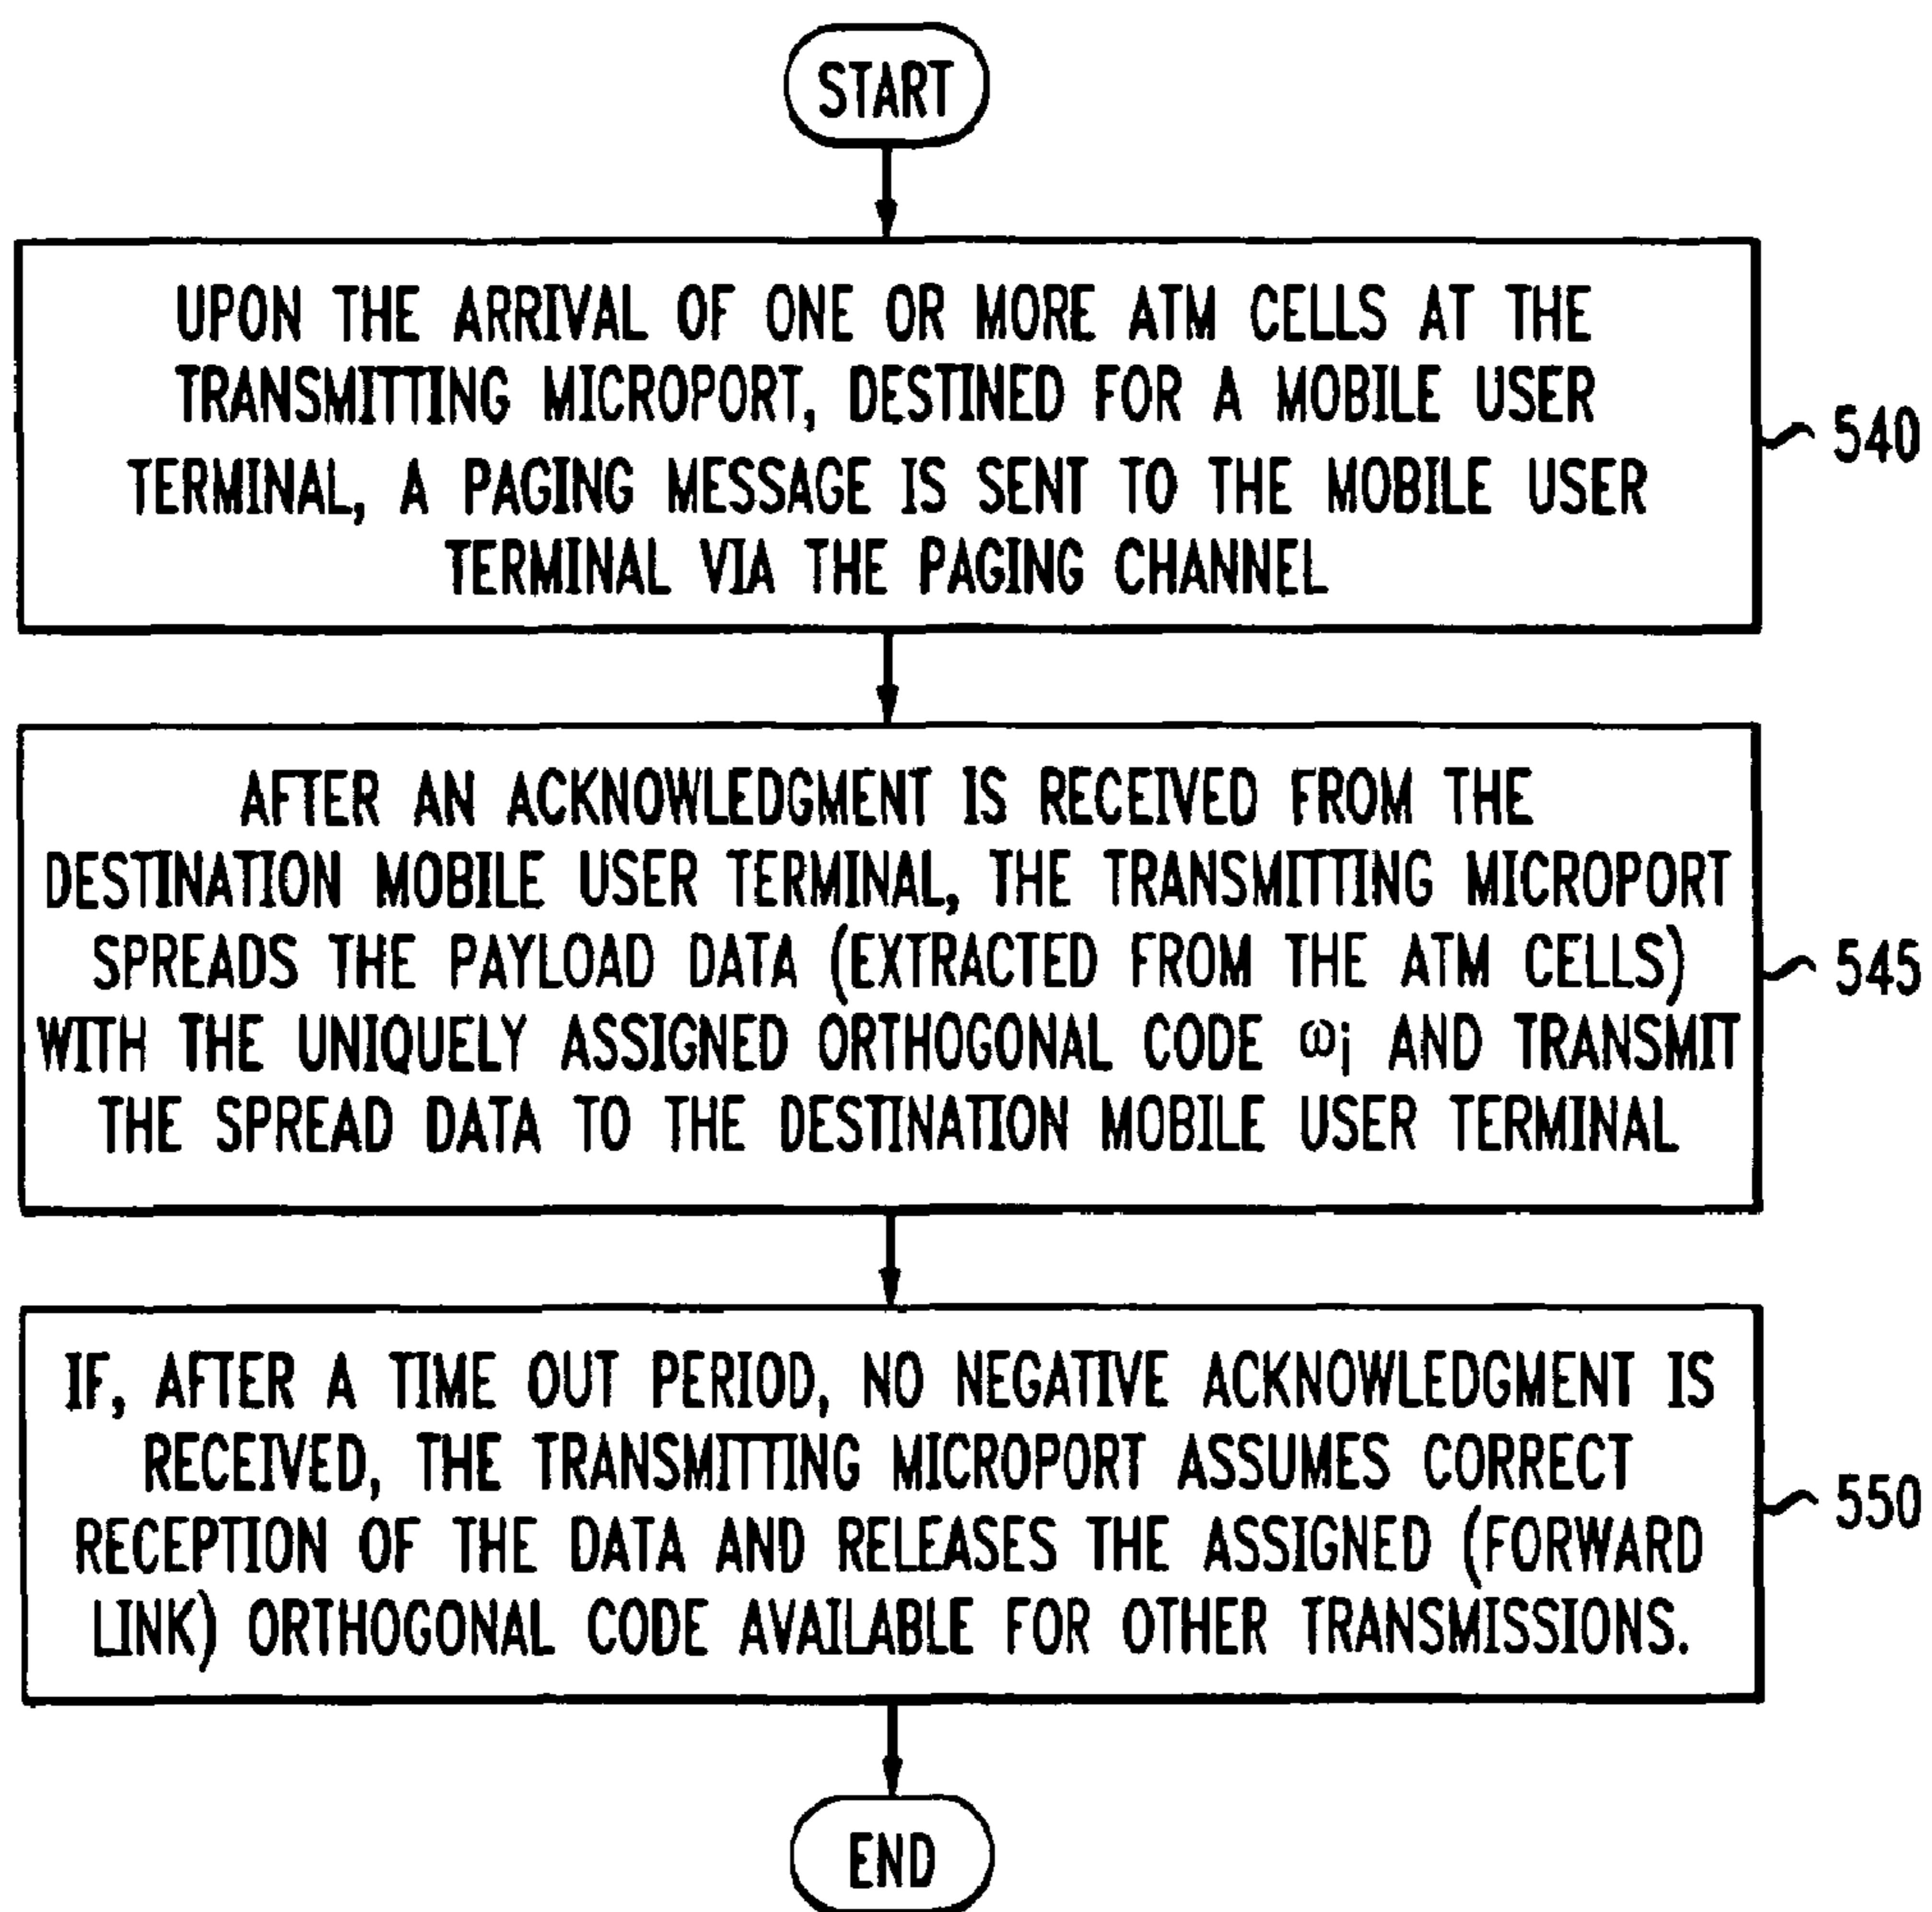 START
UPON THE ARRIVAL OF ONE OR MORE ATM CELLS AT THE
TRANSMITTING MICROPORT, DESTINED FOR A MOBILE USER
TERMINAL, A PAGING MESSAGE IS SENT TO THE MOBILE USER
TERMINAL VIA THE PAGING CHANNEL
540
AFTER AN ACKNOWLEDGMENT IS RECEIVED FROM THE
DESTINATION MOBILE USER TERMINAL, THE TRANSMITTING MICROPORT
SPREADS THE PAYLOAD DATA (EXTRACTED FROM THE ATM CELLS)
WITH THE UNIQUELY ASSIGNED ORTHOGONAL CODE ωj AND TRANSMIT
THE SPREAD DATA TO THE DESTINATION MOBILE USER TERMINAL
545
IF, AFTER A TIME OUT PERIOD, NO NEGATIVE ACKNOWLEDGMENT IS
RECEIVED, THE TRANSMITTING MICROPORT ASSUMES CORRECT
RECEPTION OF THE DATA AND RELEASES THE ASSIGNED (FORWARD
LINK) ORTHOGONAL CODE AVAILABLE FOR OTHER TRANSMISSIONS.
550
END